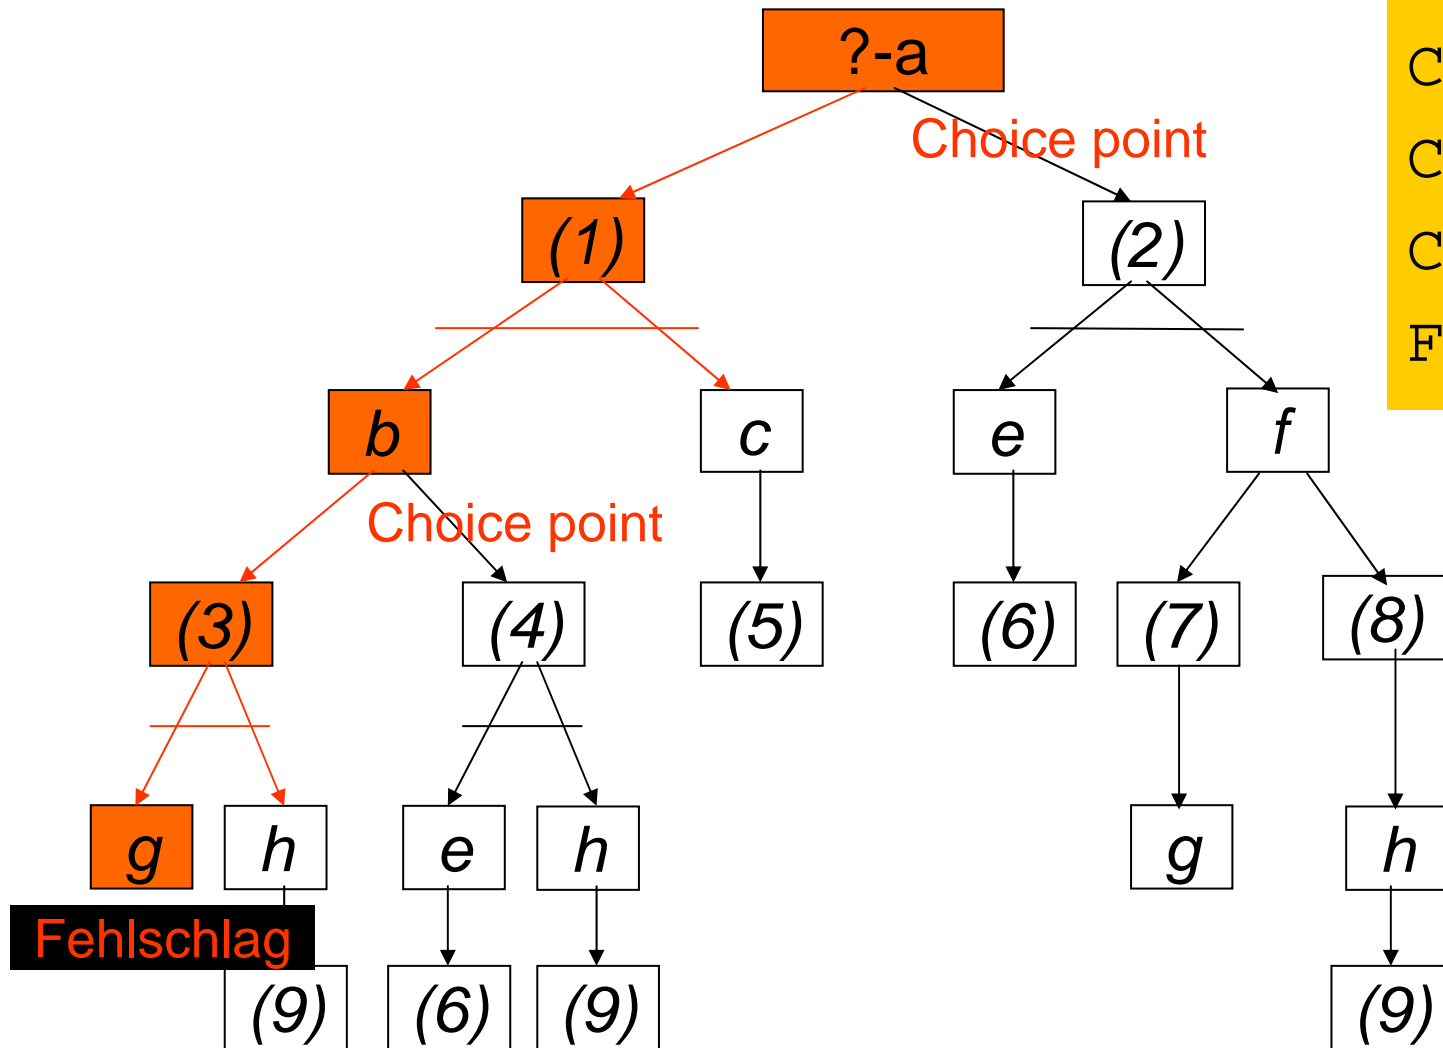 ?-a
C
Choice point
C
(1)
(2)
C
F
b
c
e
f
Choice point
(3)
(4)
(5)
(6)
(7)
(8)
g
h
e
h
g
h
Fehlschlag
(9)
(6)
(9)
(9)